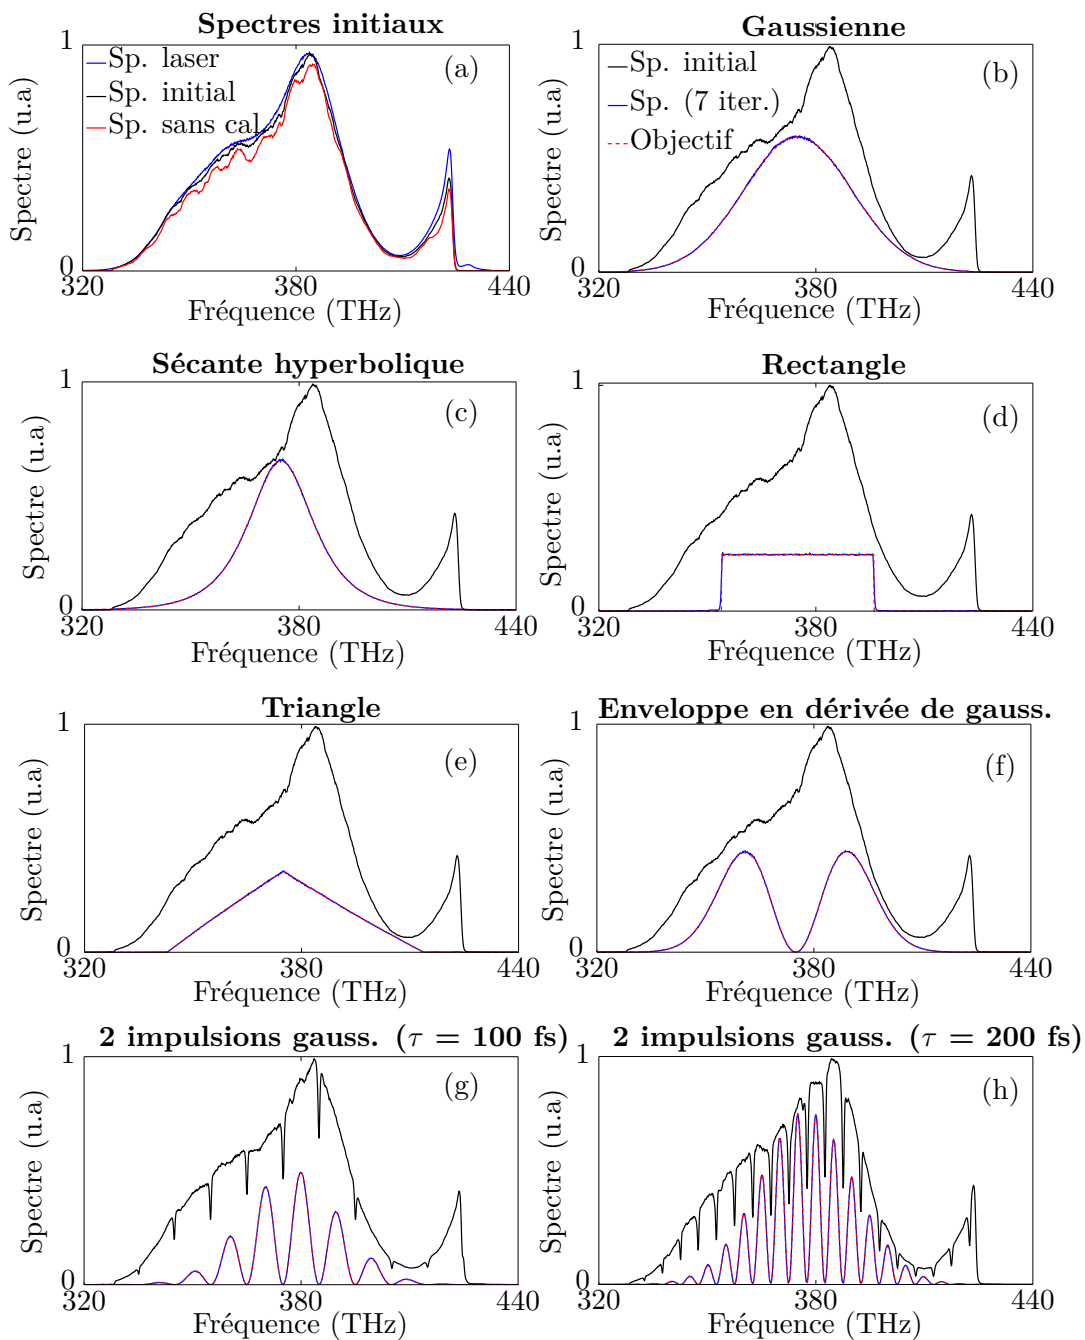 Spectres initiaux
1
Sp. laser
Sp. initial
Sp. sans cal.
(a)
Spectre (u.a)
0
320
380
440
Fréquence (THz)
Gaussienne
1
Sp. initial
Sp. (7 iter.)
Objectif
(b)
Spectre (u.a)
0
320
380
440
Fréquence (THz)
Sécante hyperbolique
1
(c)
Spectre (u.a)
0
320
380
440
Fréquence (THz)
Rectangle
1
(d)
Spectre (u.a)
0
320
380
440
Fréquence (THz)
Triangle
1
(e)
Spectre (u.a)
0
320
380
440
Fréquence (THz)
Enveloppe en dérivée de gauss.
1
(f)
Spectre (u.a)
0
320
380
440
Fréquence (THz)
2 impulsions gauss. (τ = 100 fs)
1
(g)
Spectre (u.a)
0
320
380
440
Fréquence (THz)
2 impulsions gauss. (τ = 200 fs)
1
(h)
Spectre (u.a)
0
320
380
440
Fréquence (THz)